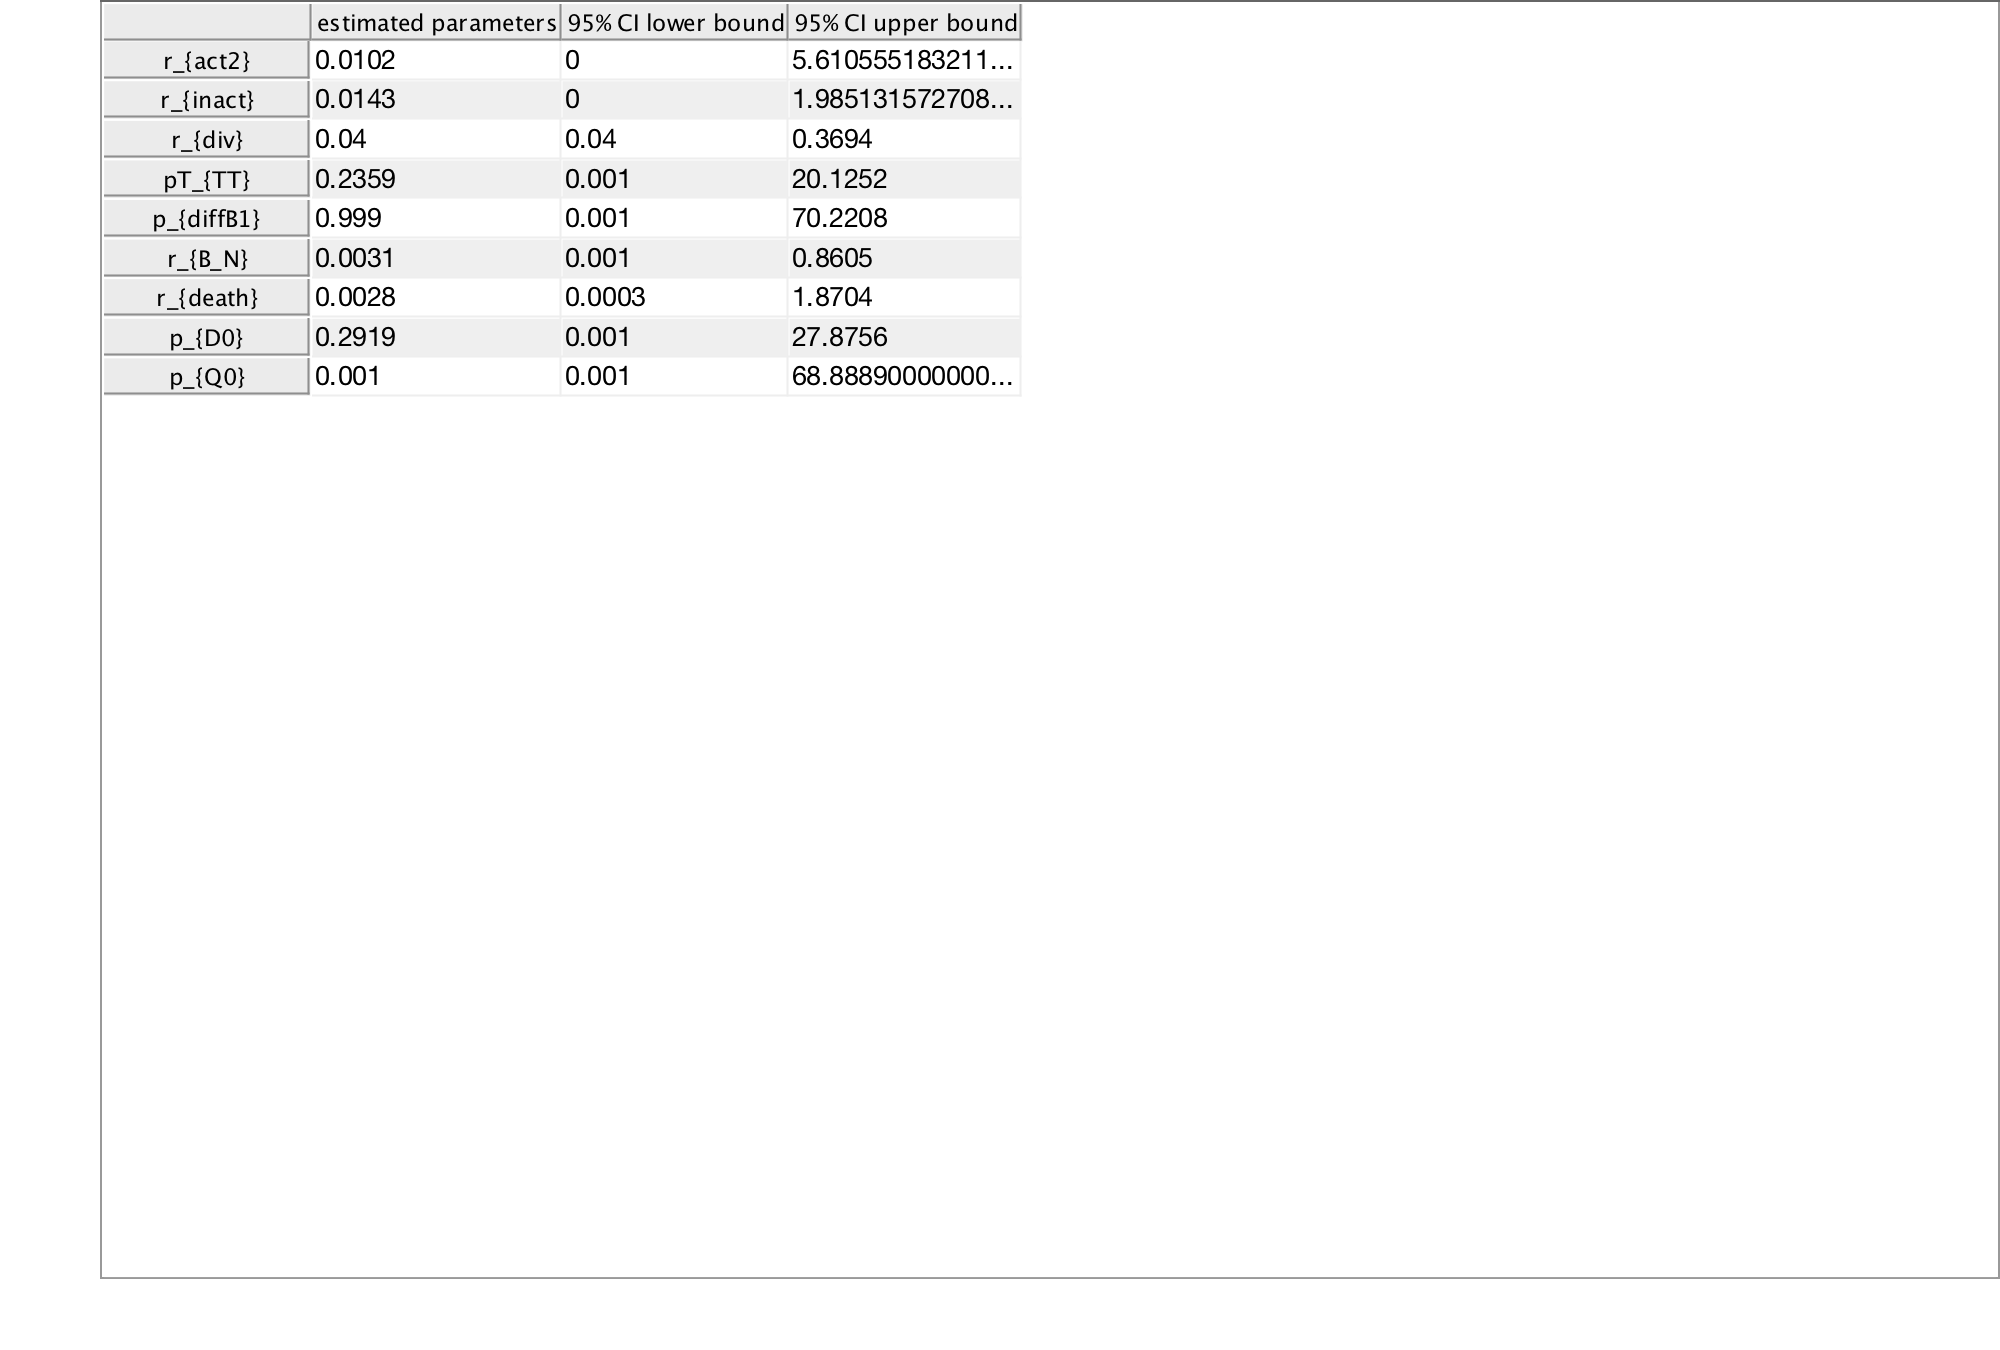 estimated parameters 95% CI lower bound 95% CI upper bound
r_{act2} 0.0102 0 5.610555183211...
r_{inact} 0.0143 0 1.985131572708...
r_{div} 0.04 0.04 0.3694
pT_{TT} 0.2359 0.001 20.1252
p_{diffB1} 0.999 0.001 70.2208
r_{B_N} 0.0031 0.001 0.8605
r_{death} 0.0028 0.0003 1.8704
p_{D0} 0.2919 0.001 27.8756
p_{Q0} 0.001 0.001 68.88890000000...